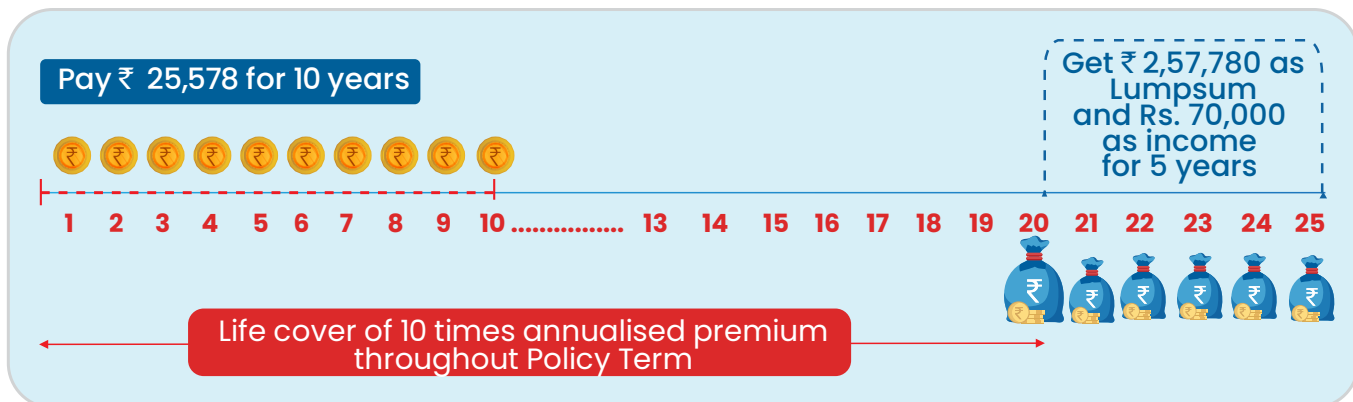 Pay ₹ 25,578 for 10 years
Get ₹ 2,57,780 as
Lumpsum
and Rs. 70,000
as income
for 5 years
1 2 3 4 5 6 7 8 9 10 ................ 13 14 15 16 17 18 19 20 21 22 23 24 25
Life cover of 10 times annualised premium
throughout Policy Term